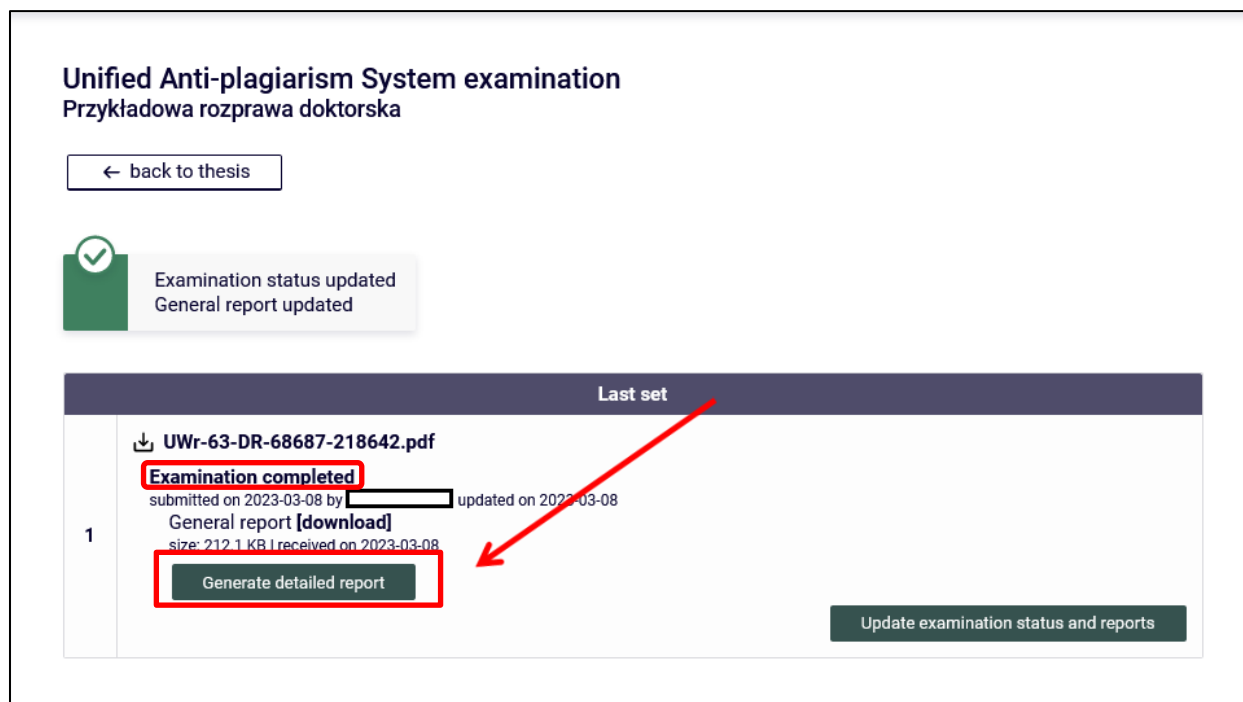 Unified Anti-plagiarism System examination
Przykładowa rozprawa doktorska
← back to thesis
Examination status updated
General report updated
Last set
UWr-63-DR-68687-218642.pdf
Examination completed
submitted on 2023-03-08 by updated on 2023-03-08
1
General report [download]
size: 212.1 KB | received on 2023-03-08
Generate detailed report
Update examination status and reports